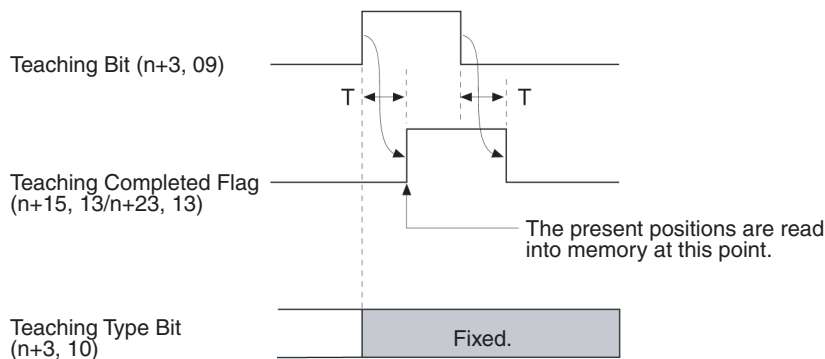 Teaching Bit (n+3, 09)
T
T
Teaching Completed Flag
(n+15, 13/n+23, 13)
The present positions are read
into memory at this point.
Teaching Type Bit
(n+3, 10)
Fixed.